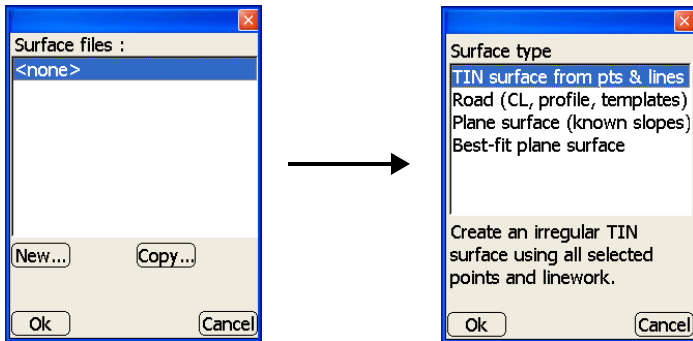 Surface files :
<none>
New...
Copy...
Ok
Cancel
Surface type
TIN surface from pts & lines
Road (CL, profile, templates)
Plane surface (known slopes)
Best-fit plane surface
Create an irregular TIN
surface using all selected
points and linework.
Ok
Cancel